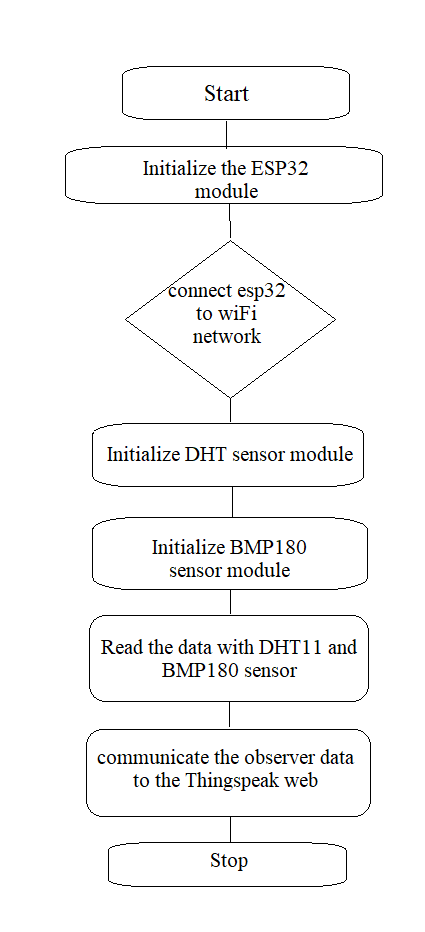 Start
Initialize the ESP32
module
connect esp32
to wiFi
network
Initialize DHT sensor module
Initialize BMP180
sensor module
Read the data with DHT11 and
BMP180 sensor
communicate the observer data
to the Thingspeak web
Stop